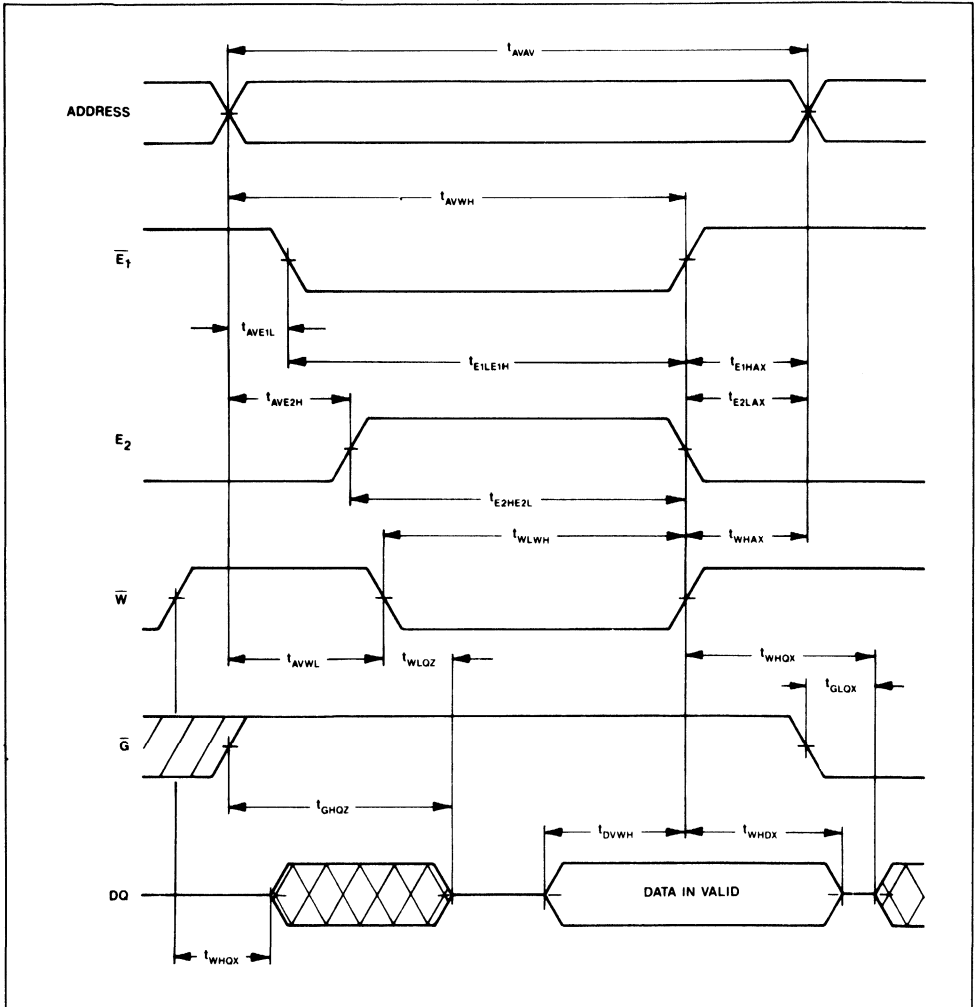 tAVAV
ADDRESS
tAVWH
E1
tAVE1L
tE1LE1H
tE1HAX
tAVE2H
tE2LAX
E2
tE2HE2L
tWLWH
tWHAX
W
tAVWL
tWLQZ
tWHQX
tGLQX
G
tGHQZ
tDVWH
tWHDX
DQ
DATA IN VALID
tWHQX